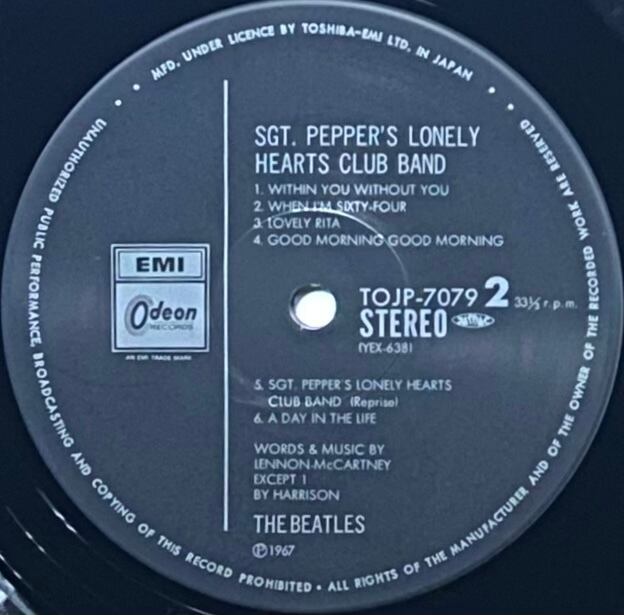 MFD. UNDER LICENCE BY TOSHIBA-EMI LTD. IN JAPAN
UNAUTHORIZED PUBLIC PERFORMANCE, BROADCASTING AND COPYING OF THIS RECORD PROHIBITED • ALL RIGHTS OF THE MANUFACTURER AND OF THE OWNER OF THE RECORDED WORK ARE RESERVED
SGT. PEPPER'S LONELY
HEARTS CLUB BAND
1. WITHIN YOU WITHOUT YOU
2. WHEN I'M SIXTY-FOUR
3. LOVELY RITA
4. GOOD MORNING GOOD MORNING
EMI
Odeon
RECORDS
AN EMI TRADE MARK
TOJP-7079 2 33⅓ r.p.m.
STEREO
(YEX-638)
5. SGT. PEPPER'S LONELY HEARTS
CLUB BAND (Reprise)
6. A DAY IN THE LIFE
WORDS & MUSIC BY
LENNON-McCARTNEY
EXCEPT 1
BY HARRISON
THE BEATLES
Ⓟ1967